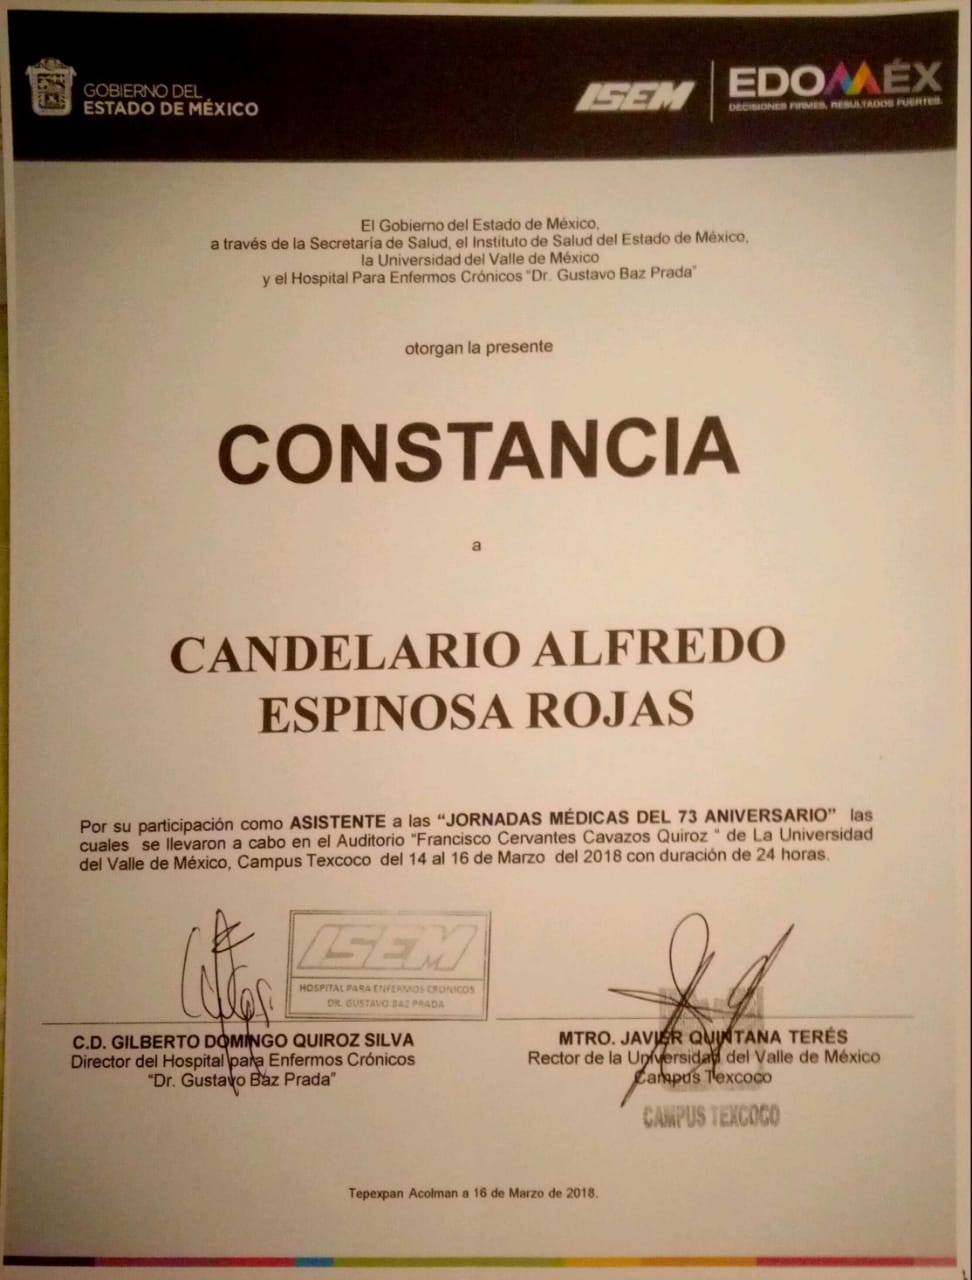 GOBIERNO DEL
ESTADO DE MÉXICO
ISEM
EDOMÉX
DECISIONES FIRMES, RESULTADOS FUERTES.
El Gobierno del Estado de México,
a través de la Secretaría de Salud, el Instituto de Salud del Estado de México,
la Universidad del Valle de México
y el Hospital Para Enfermos Crónicos "Dr. Gustavo Baz Prada"
otorgan la presente
CONSTANCIA
a
CANDELARIO ALFREDO
ESPINOSA ROJAS
Por su participación como ASISTENTE a las “JORNADAS MÉDICAS DEL 73 ANIVERSARIO” las
cuales se llevaron a cabo en el Auditorio “Francisco Cervantes Cavazos Quiroz “ de La Universidad
del Valle de México, Campus Texcoco del 14 al 16 de Marzo del 2018 con duración de 24 horas.
ISEM
HOSPITAL PARA ENFERMOS CRONICOS
DR. GUSTAVO BAZ PRADA
C.D. GILBERTO DOMINGO QUIROZ SILVA
Director del Hospital para Enfermos Crónicos
“Dr. Gustavo Baz Prada”
MTRO. JAVIER QUINTANA TERÉS
Rector de la Universidad del Valle de México
Campus Texcoco
CAMPUS TEXCOCO
Tepexpan Acolman a 16 de Marzo de 2018.